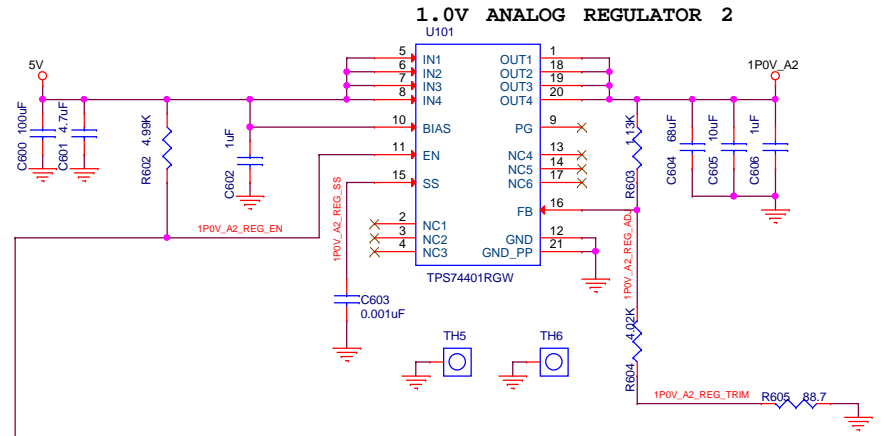 1.0V ANALOG REGULATOR 2
U101
5V
1P0V_A2
5 IN1 OUT1 1
6 IN2 OUT2 18
7 IN3 OUT3 19
8 IN4 OUT4 20
10 BIAS PG 9
11 EN NC4 13
NC5 14
15 SS NC6 17
FB 16
2 NC1 GND 12
3 NC2 GND_PP 21
4 NC3
TPS74401RGW
C600 100uF
C601 4.7uF
R602 4.99K
C602 1uF
1P0V_A2_REG_EN
1P0V_A2_REG_SS
C603
0.001uF
R603 1.13K
C604 68uF
C605 10uF
C606 1uF
1P0V_A2_REG_ADJ
R604 4.02K
TH5
TH6
1P0V_A2_REG_TRIM
R605 88.7